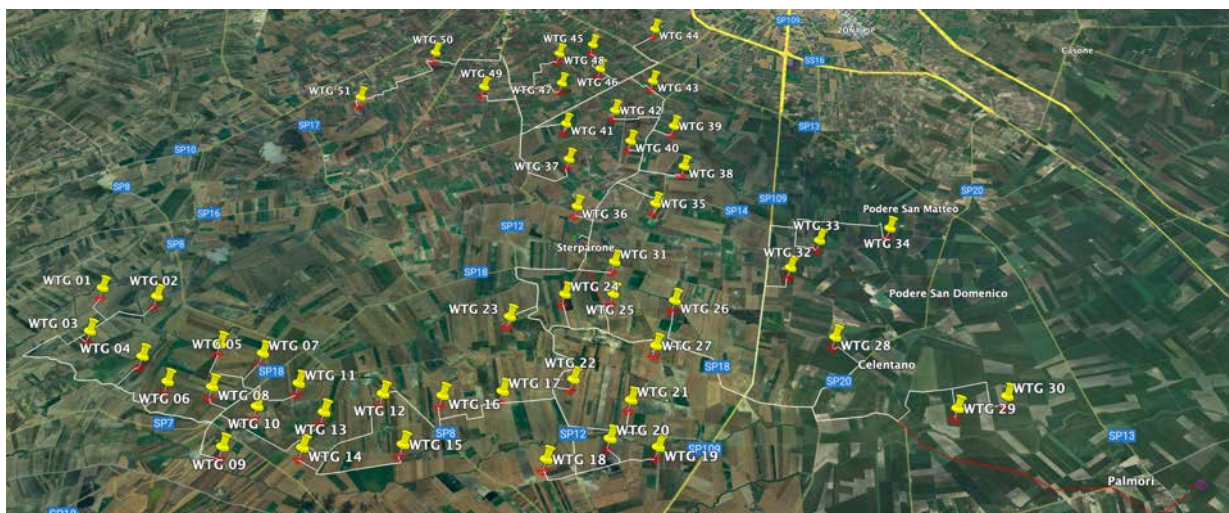 SP109
ZONA PIP
WTG 45
WTG 44
WTG 50
Casone
WTG 48
SS16
WTG 49
WTG 47
WTG 46
WTG 43
WTG 51
WTG 42
SP17
WTG 41
WTG 39
SP13
SP10
WTG 40
WTG 37
WTG 38
SP8
SP20
SP109
WTG 35
SP14
Podere San Matteo
SP16
WTG 36
SP12
WTG 33
WTG 34
SP8
Sterparone
WTG 31
WTG 32
SP18
WTG 01
WTG 02
WTG 24
Podere San Domenico
WTG 25
WTG 26
WTG 23
WTG 03
WTG 04
WTG 05
WTG 07
WTG 27
WTG 28
WTG 22
SP18
SP18
Celentano
WTG 11
SP20
WTG 17
WTG 30
WTG 21
WTG 06
WTG 08
WTG 16
WTG 29
WTG 12
SP7
WTG 10
WTG 13
SP8
SP12
WTG 20
SP13
WTG 15
SP109
WTG 09
WTG 14
WTG 18
WTG 19
Palmori